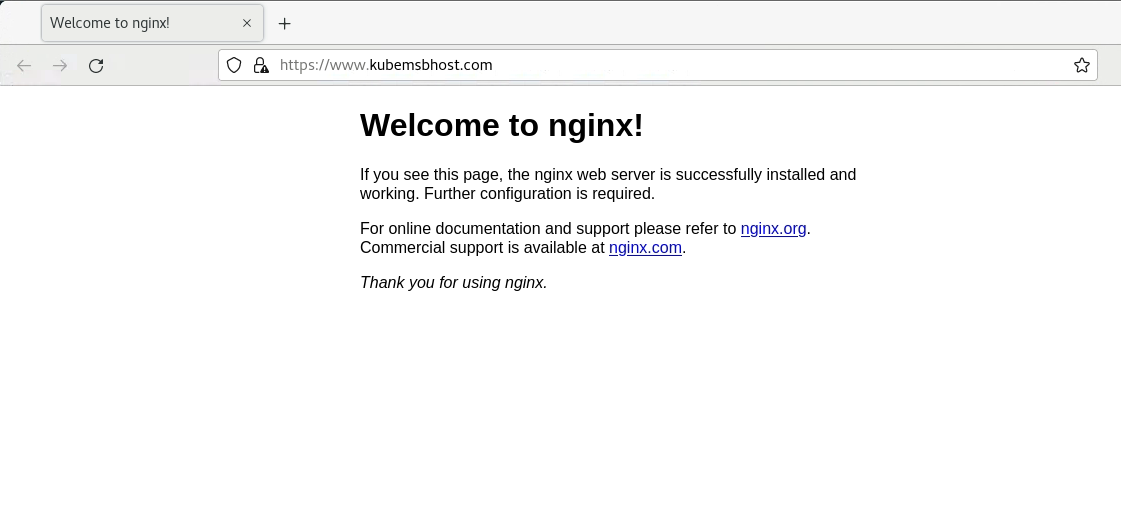 Welcome to nginx!
https://www.kubemsbhost.com
Welcome to nginx!
If you see this page, the nginx web server is successfully installed and
working. Further configuration is required.
For online documentation and support please refer to nginx.org.
Commercial support is available at nginx.com.
Thank you for using nginx.